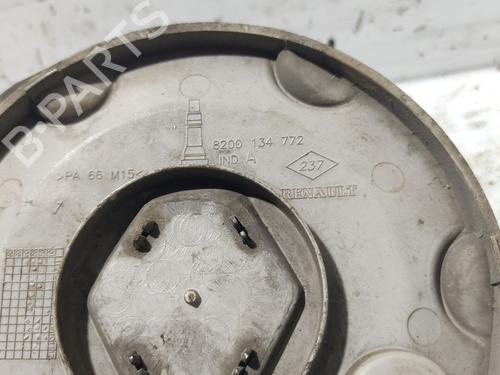 B-Parts
8200 134 772
IND A
>PA 66 M15<
237
RENAULT